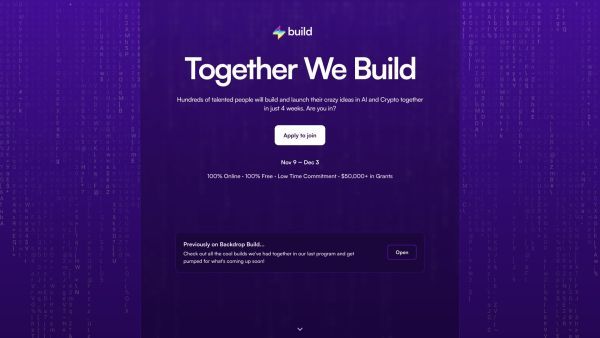 build
Together We Build
Hundreds of talented people will build and launch their crazy ideas in AI and Crypto together
in just 4 weeks. Are you in?
Apply to join
Nov 9 – Dec 3
100% Online · 100% Free · Low Time Commitment · $50,000+ in Grants
Previously on Backdrop Build...
Check out all the cool builds we've had together in our last program and get
pumped for what's coming up soon!
Open